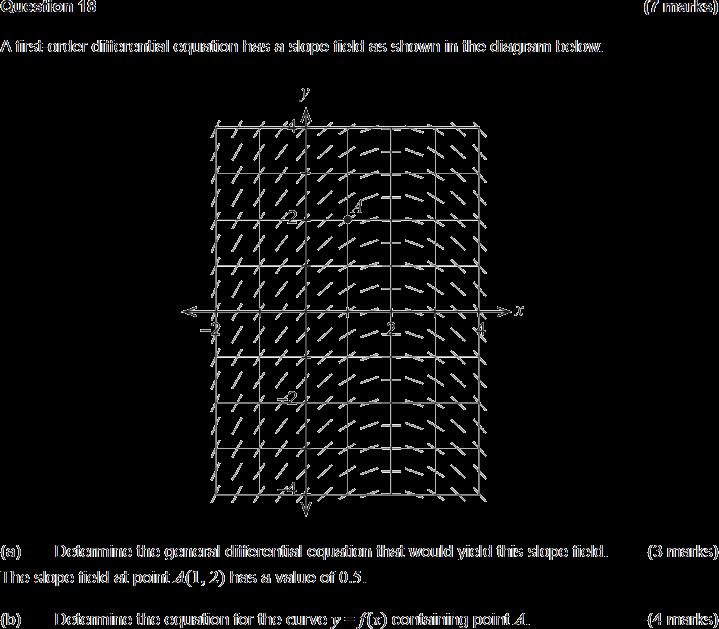 Question 18 (7 marks)
A first order differential equation has a slope field as shown in the diagram below.
y
4
A
2
x
−2 2 4
−2
−4
(a) Determine the general differential equation that would yield this slope field. (3 marks)
The slope field at point A(1, 2) has a value of 0.5.
(b) Determine the equation for the curve y = f(x) containing point A. (4 marks)